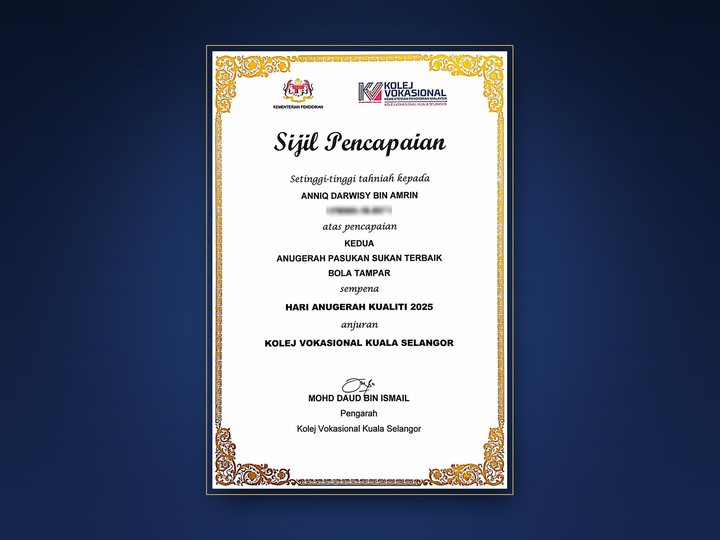 KEMENTERIAN PENDIDIKAN
KOLEJ
VOKASIONAL
KEMENTERIAN PENDIDIKAN MALAYSIA
KOLEJ VOKASIONAL KUALA SELANGOR
Sijil Pencapaian
Setinggi-tinggi tahniah kepada
ANNIQ DARWISY BIN AMRIN
atas pencapaian
KEDUA
ANUGERAH PASUKAN SUKAN TERBAIK
BOLA TAMPAR
sempena
HARI ANUGERAH KUALITI 2025
anjuran
KOLEJ VOKASIONAL KUALA SELANGOR
MOHD DAUD BIN ISMAIL
Pengarah
Kolej Vokasional Kuala Selangor